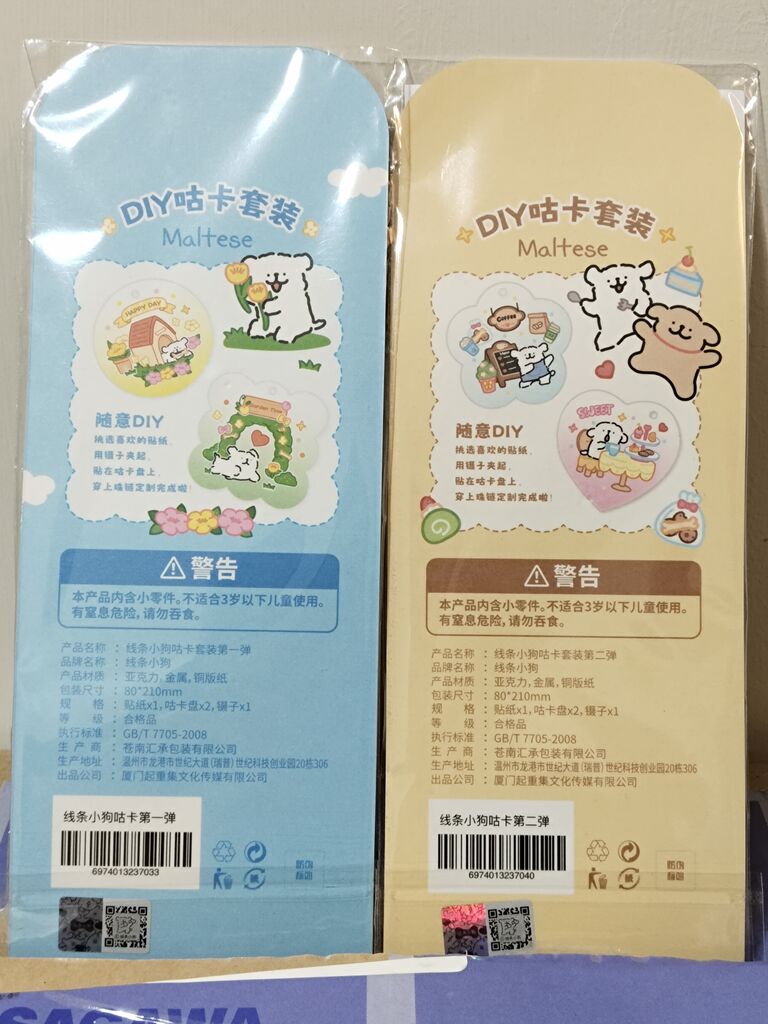 DIY咕卡套装
Maltese
HAPPY DAY
Garden Time
随意DIY
挑选喜欢的贴纸,
用镊子夹起,
贴在咕卡盘上,
穿上珠链定制完成啦!
警告
本产品内含小零件。不适合3岁以下儿童使用。
有窒息危险,请勿吞食。
产品名称 : 线条小狗咕卡套装第一弹
品牌名称 : 线条小狗
产品材质 : 亚克力,金属,铜版纸
包装尺寸 : 80*210mm
规 格 : 贴纸x1,咕卡盘x2,镊子x1
等 级 : 合格品
执行标准 : GB/T 7705-2008
生 产 商 : 苍南汇承包装有限公司
生产地址 : 温州市龙港市世纪大道(瑞普)世纪科技创业园20栋306
出品公司 : 厦门起重集文化传媒有限公司
线条小狗咕卡第一弹
6974013237033
防伪
标签
DIY咕卡套装
Maltese
Coffee
SWEET
随意DIY
挑选喜欢的贴纸,
用镊子夹起,
贴在咕卡盘上,
穿上珠链定制完成啦!
警告
本产品内含小零件。不适合3岁以下儿童使用。
有窒息危险,请勿吞食。
产品名称 : 线条小狗咕卡套装第二弹
品牌名称 : 线条小狗
产品材质 : 亚克力,金属,铜版纸
包装尺寸 : 80*210mm
规 格 : 贴纸x1,咕卡盘x2,镊子x1
等 级 : 合格品
执行标准 : GB/T 7705-2008
生 产 商 : 苍南汇承包装有限公司
生产地址 : 温州市龙港市世纪大道(瑞普)世纪科技创业园20栋306
出品公司 : 厦门起重集文化传媒有限公司
线条小狗咕卡第二弹
6974013237040
防伪
标签
SAGAWA